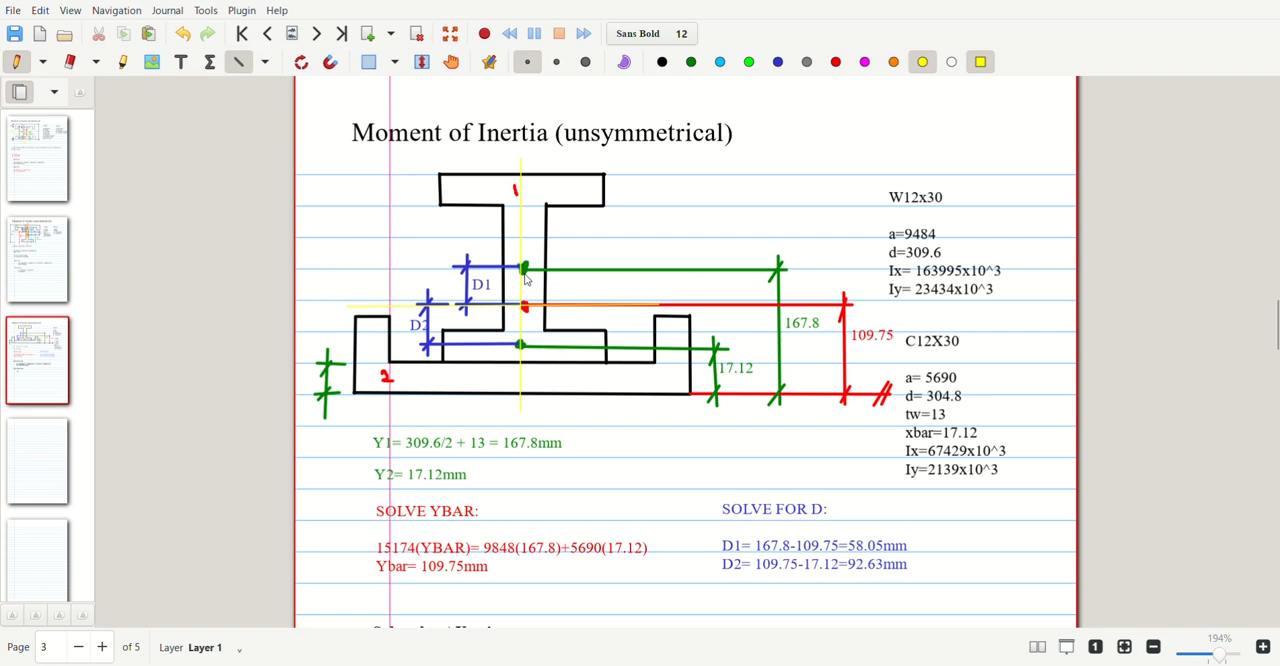 File Edit View Navigation Journal Tools Plugin Help
Sans Bold 12
Moment of Inertia (unsymmetrical)
W12x30
a=9484
d=309.6
Ix= 163995x10^3
Iy= 23434x10^3
1
D1
D2
167.8
109.75
17.12
2
C12X30
a= 5690
d= 304.8
tw=13
xbar=17.12
Ix=67429x10^3
Iy=2139x10^3
Y1= 309.6/2 + 13 = 167.8mm
Y2= 17.12mm
SOLVE YBAR:
15174(YBAR)= 9848(167.8)+5690(17.12)
Ybar= 109.75mm
SOLVE FOR D:
D1= 167.8-109.75=58.05mm
D2= 109.75-17.12=92.63mm
Page 3 of 5 Layer Layer 1
194%